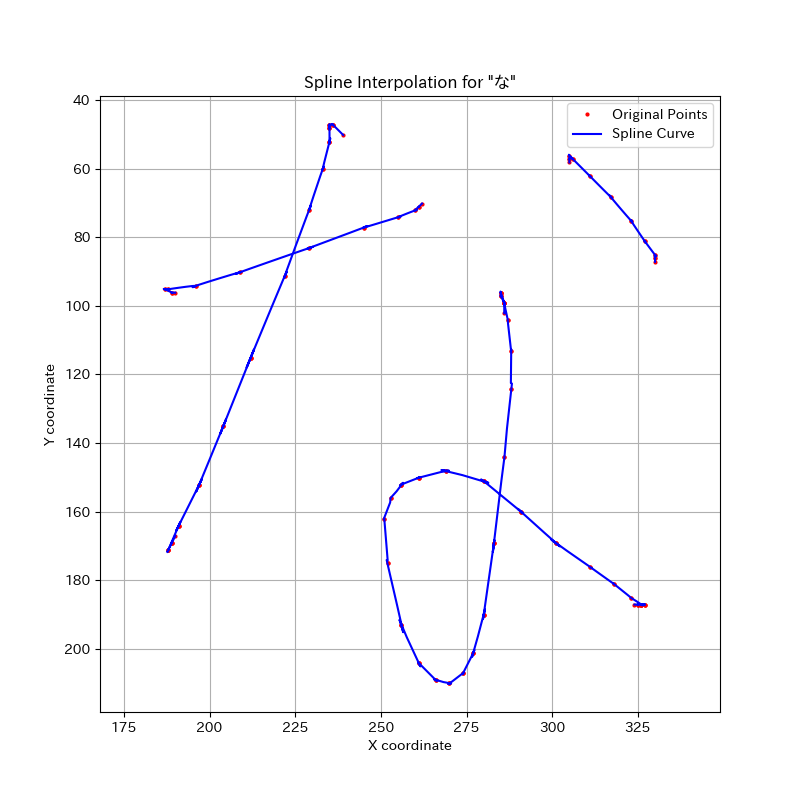 Spline Interpolation for "な"
Original Points
Spline Curve
40
60
80
100
120
140
160
180
200
Y coordinate
175 200 225 250 275 300 325
X coordinate
な